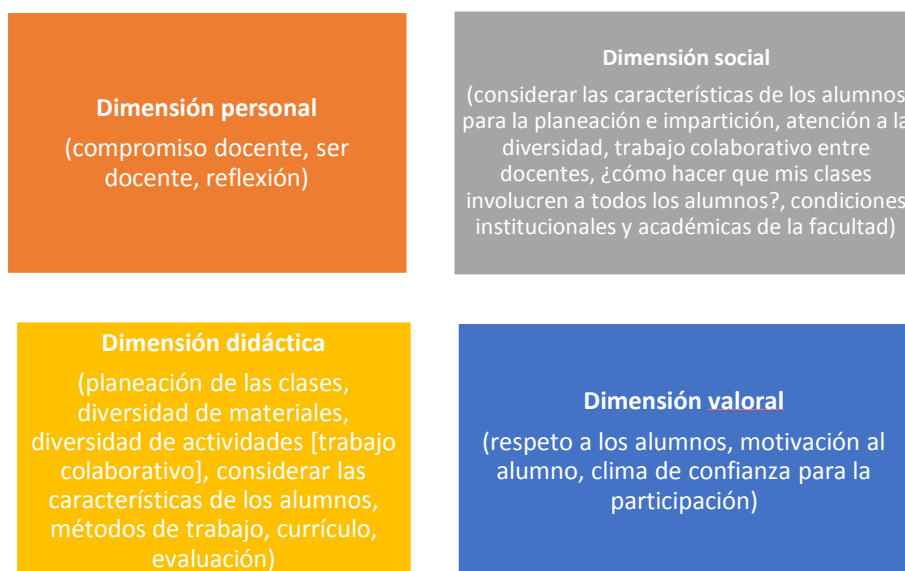 Dimensión personal
(compromiso docente, ser
docente, reflexión)
Dimensión social
(considerar las características de los alumnos
para la planeación e impartición, atención a la
diversidad, trabajo colaborativo entre
docentes, ¿cómo hacer que mis clases
involucren a todos los alumnos?, condiciones
institucionales y académicas de la facultad)
Dimensión didáctica
(planeación de las clases,
diversidad de materiales,
diversidad de actividades [trabajo
colaborativo], considerar las
características de los alumnos,
métodos de trabajo, currículo,
evaluación)
Dimensión valoral
(respeto a los alumnos, motivación al
alumno, clima de confianza para la
participación)